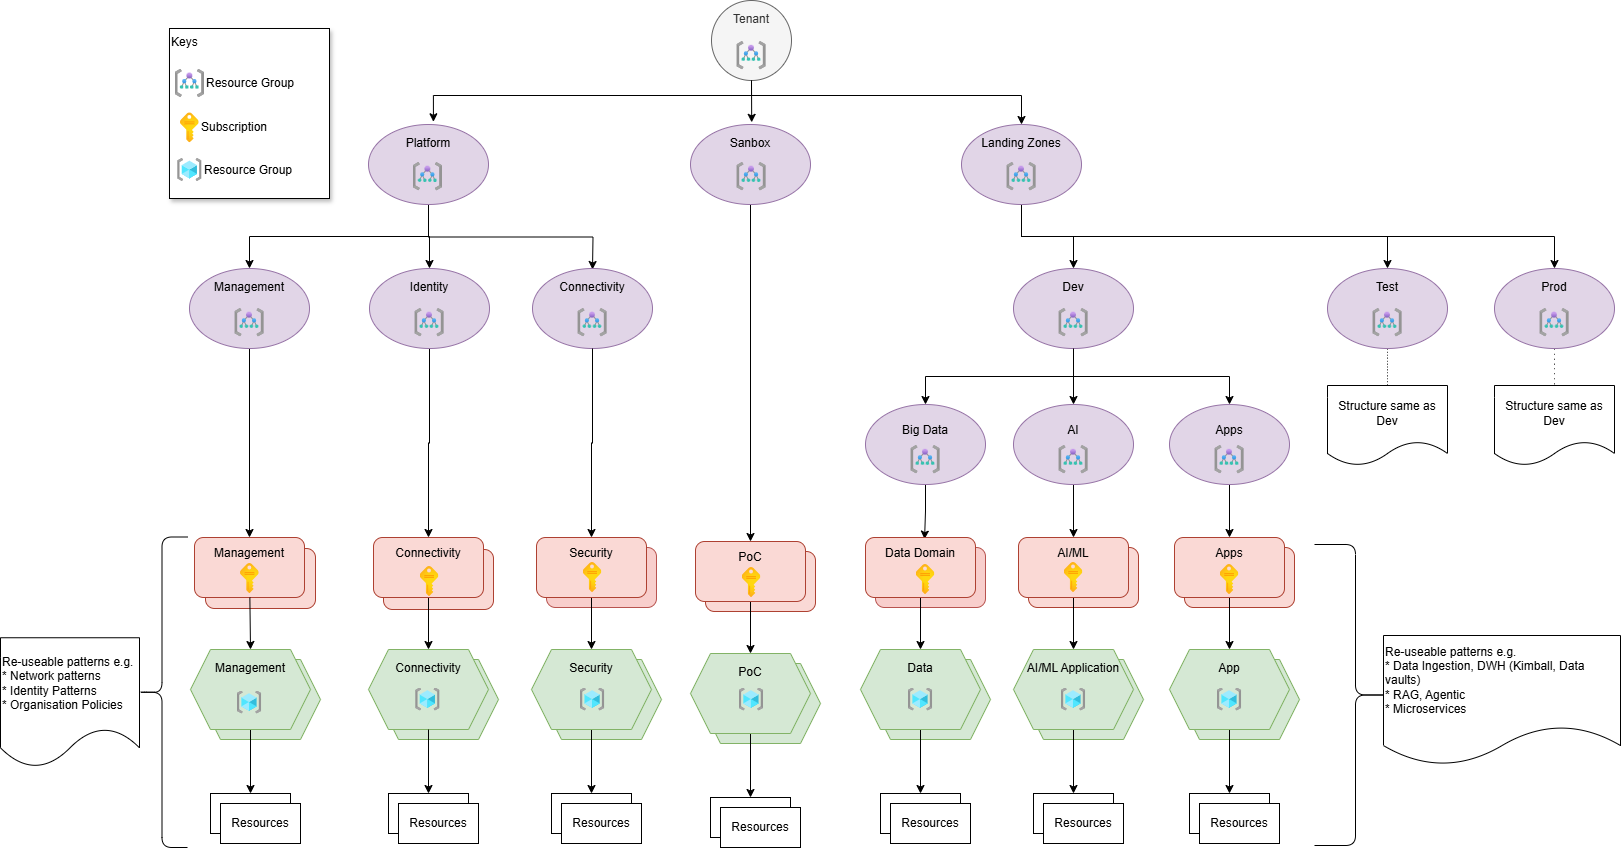 Tenant
Keys
Resource Group
Subscription
Resource Group
Platform
Sanbox
Landing Zones
Management
Identity
Connectivity
Dev
Test
Prod
Structure same as
Dev
Structure same as
Dev
Big Data
AI
Apps
Management
Connectivity
Security
PoC
Data Domain
AI/ML
Apps
Re-useable patterns e.g.
* Network patterns
* Identity Patterns
* Organisation Policies
Management
Connectivity
Security
PoC
Data
AI/ML Application
App
Re-useable patterns e.g.
* Data Ingestion, DWH (Kimball, Data
vaults)
* RAG, Agentic
* Microservices
Resources
Resources
Resources
Resources
Resources
Resources
Resources